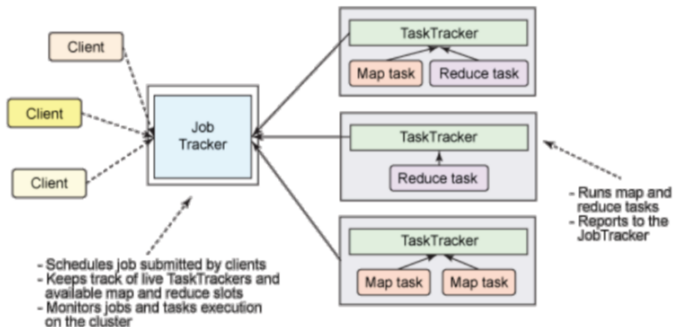 Client
Client
Client
Job
Tracker
TaskTracker
Map task
Reduce task
TaskTracker
Reduce task
TaskTracker
Map task
Map task
- Schedules job submitted by clients
- Keeps track of live TaskTrackers and
available map and reduce slots
- Monitors jobs and tasks execution
on the cluster
- Runs map and
reduce tasks
- Reports to the
JobTracker